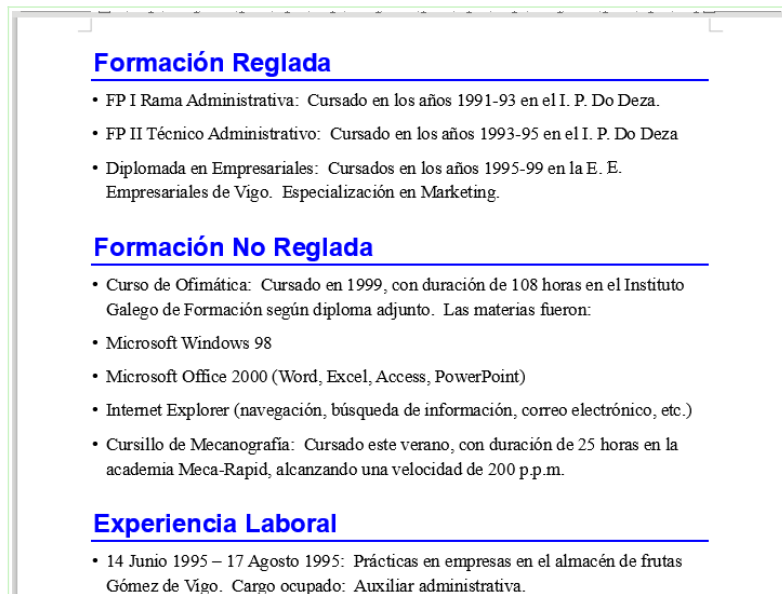 Formación Reglada
• FP I Rama Administrativa: Cursado en los años 1991-93 en el I. P. Do Deza.
• FP II Técnico Administrativo: Cursado en los años 1993-95 en el I. P. Do Deza
• Diplomada en Empresariales: Cursados en los años 1995-99 en la E. E.
Empresariales de Vigo. Especialización en Marketing.
Formación No Reglada
• Curso de Ofimática: Cursado en 1999, con duración de 108 horas en el Instituto
Galego de Formación según diploma adjunto. Las materias fueron:
• Microsoft Windows 98
• Microsoft Office 2000 (Word, Excel, Access, PowerPoint)
• Internet Explorer (navegación, búsqueda de información, correo electrónico, etc.)
• Cursillo de Mecanografía: Cursado este verano, con duración de 25 horas en la
academia Meca-Rapid, alcanzando una velocidad de 200 p.p.m.
Experiencia Laboral
• 14 Junio 1995 – 17 Agosto 1995: Prácticas en empresas en el almacén de frutas
Gómez de Vigo. Cargo ocupado: Auxiliar administrativa.